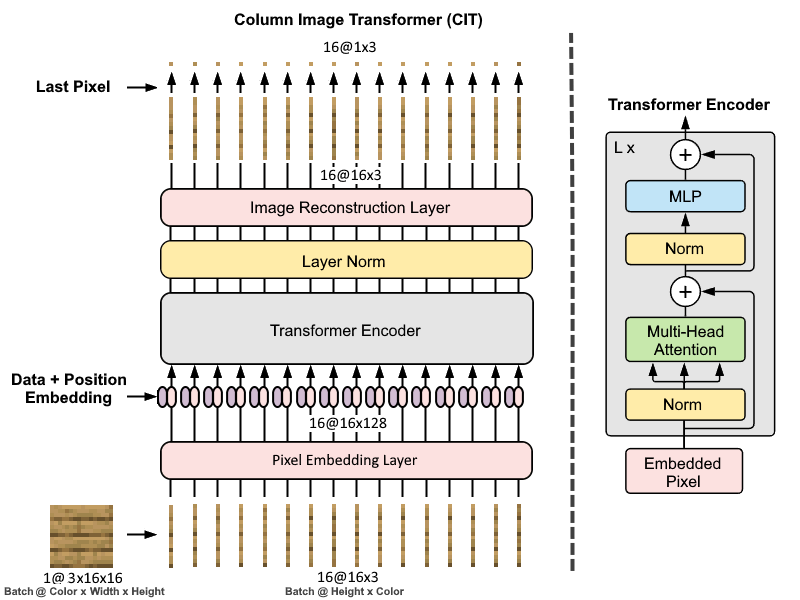 Column Image Transformer (CIT)
16@1x3
Last Pixel
16@16x3
Image Reconstruction Layer
Layer Norm
Transformer Encoder
Data + Position
Embedding
16@16x128
Pixel Embedding Layer
1@3x16x16
Batch @ Color x Width x Height
16@16x3
Batch @ Height x Color
Transformer Encoder
L x
+
MLP
Norm
+
Multi-Head
Attention
Norm
Embedded
Pixel